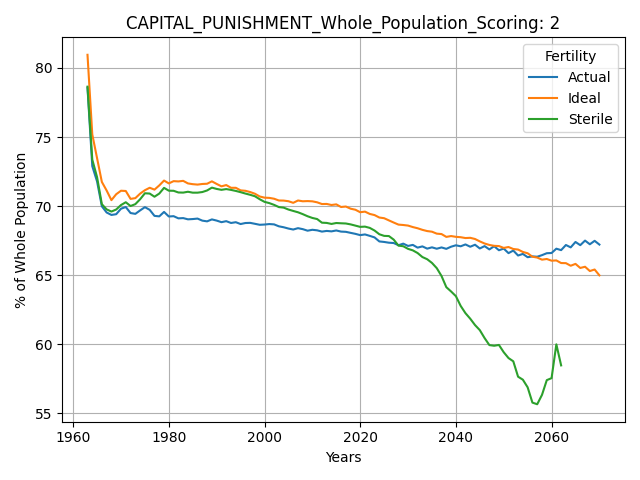 CAPITAL_PUNISHMENT_Whole_Population_Scoring: 2
Fertility
Actual
Ideal
Sterile
% of Whole Population
80
75
70
65
60
55
1960
1980
2000
2020
2040
2060
Years